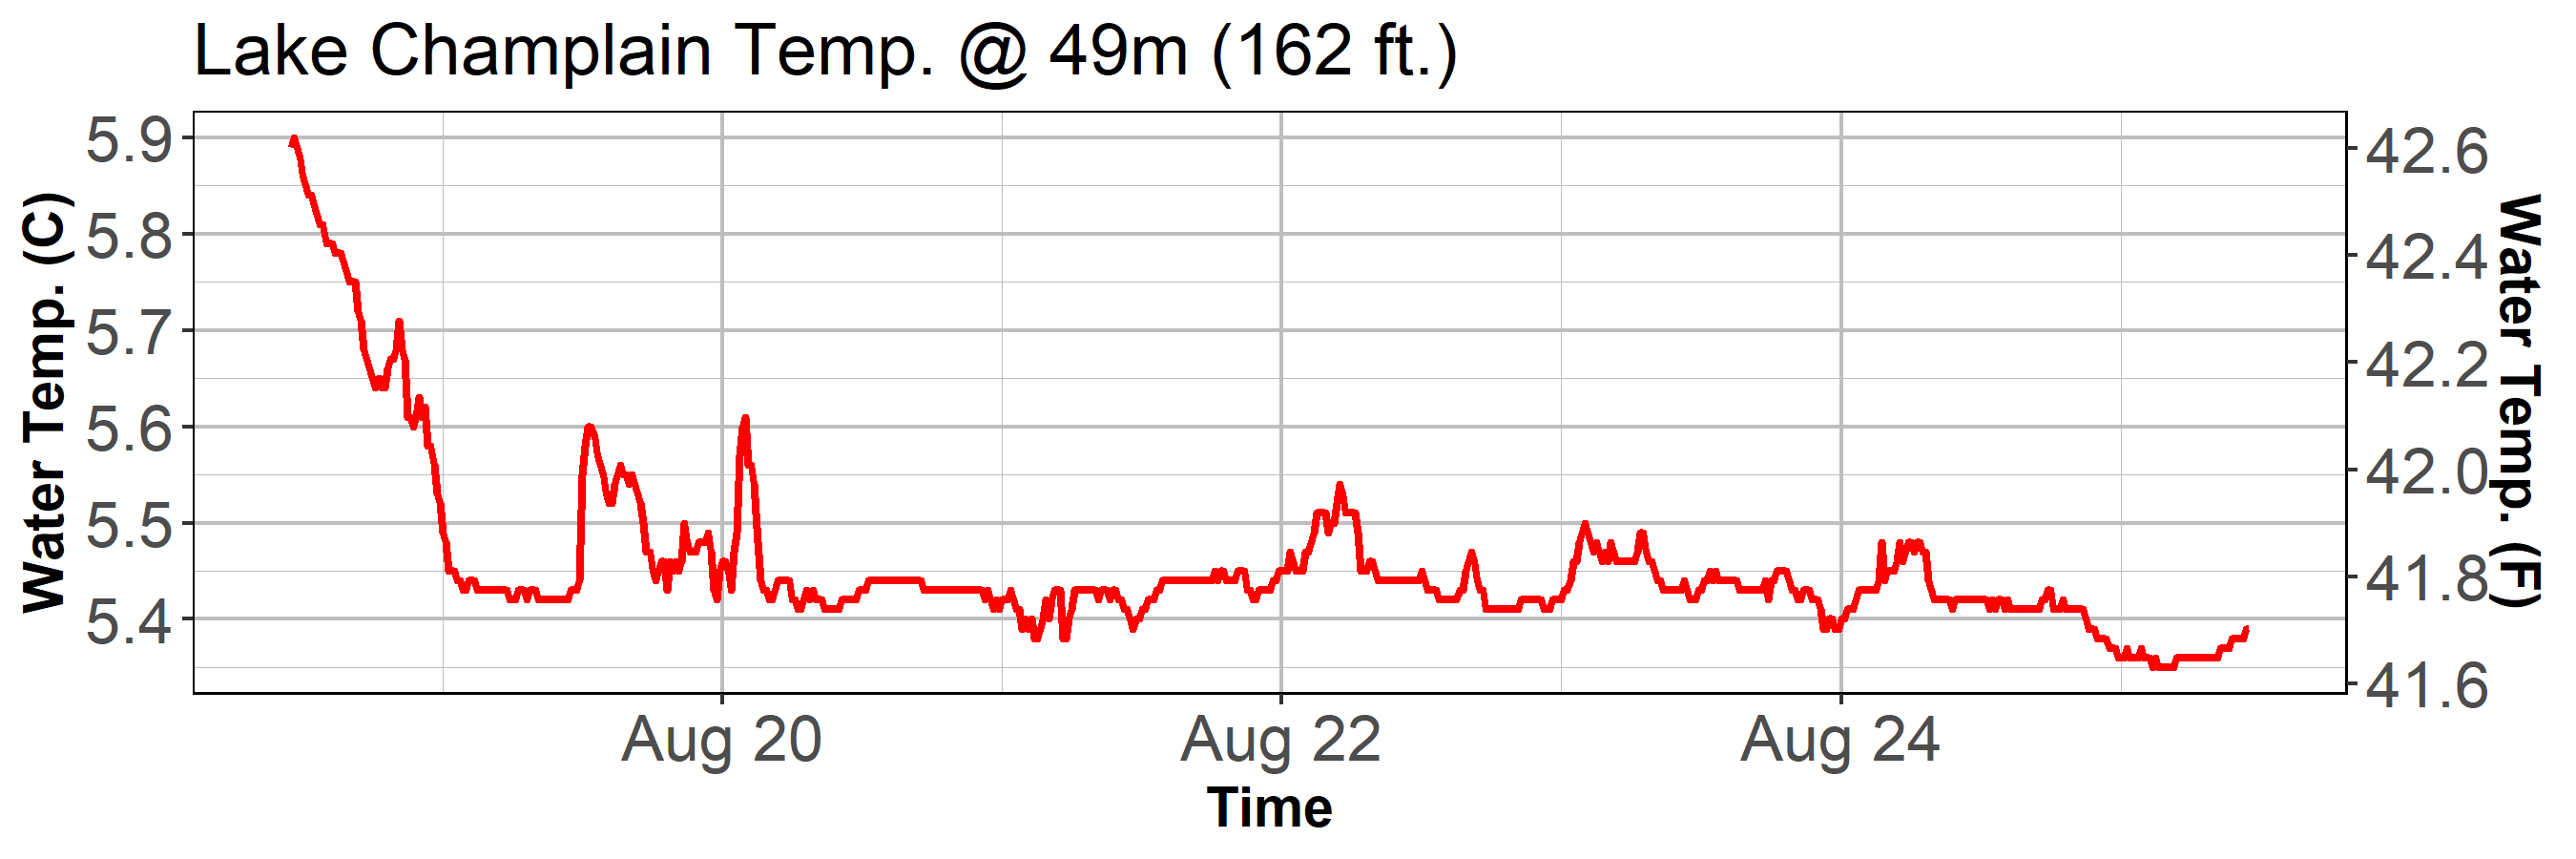 Lake Champlain Temp. @ 49m (162 ft.)
Water Temp. (C)
5.9
5.8
5.7
5.6
5.5
5.4
42.6
42.4
42.2
42.0
41.8
41.6
Water Temp. (F)
Aug 20
Aug 22
Aug 24
Time